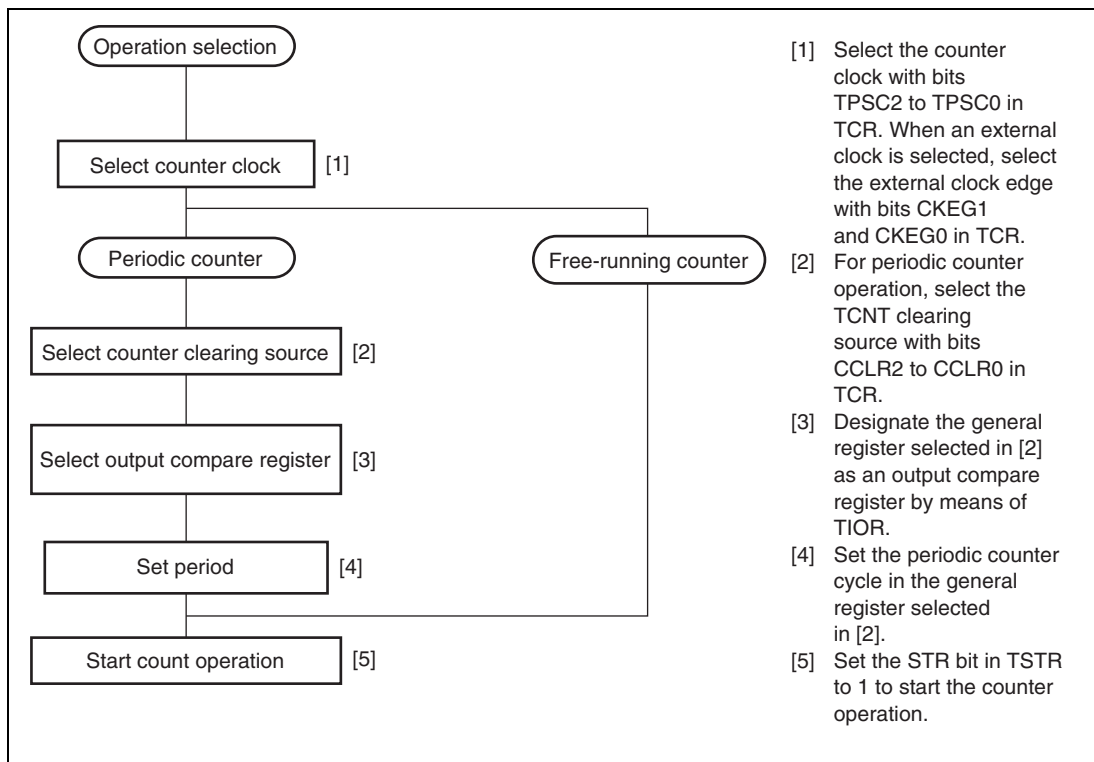 Operation selection
Select counter clock
[1]
Periodic counter
Free-running counter
Select counter clearing source
[2]
Select output compare register
[3]
Set period
[4]
Start count operation
[5]
[1] Select the counter
clock with bits
TPSC2 to TPSC0 in
TCR. When an external
clock is selected, select
the external clock edge
with bits CKEG1
and CKEG0 in TCR.
[2] For periodic counter
operation, select the
TCNT clearing
source with bits
CCLR2 to CCLR0 in
TCR.
[3] Designate the general
register selected in [2]
as an output compare
register by means of
TIOR.
[4] Set the periodic counter
cycle in the general
register selected
in [2].
[5] Set the STR bit in TSTR
to 1 to start the counter
operation.